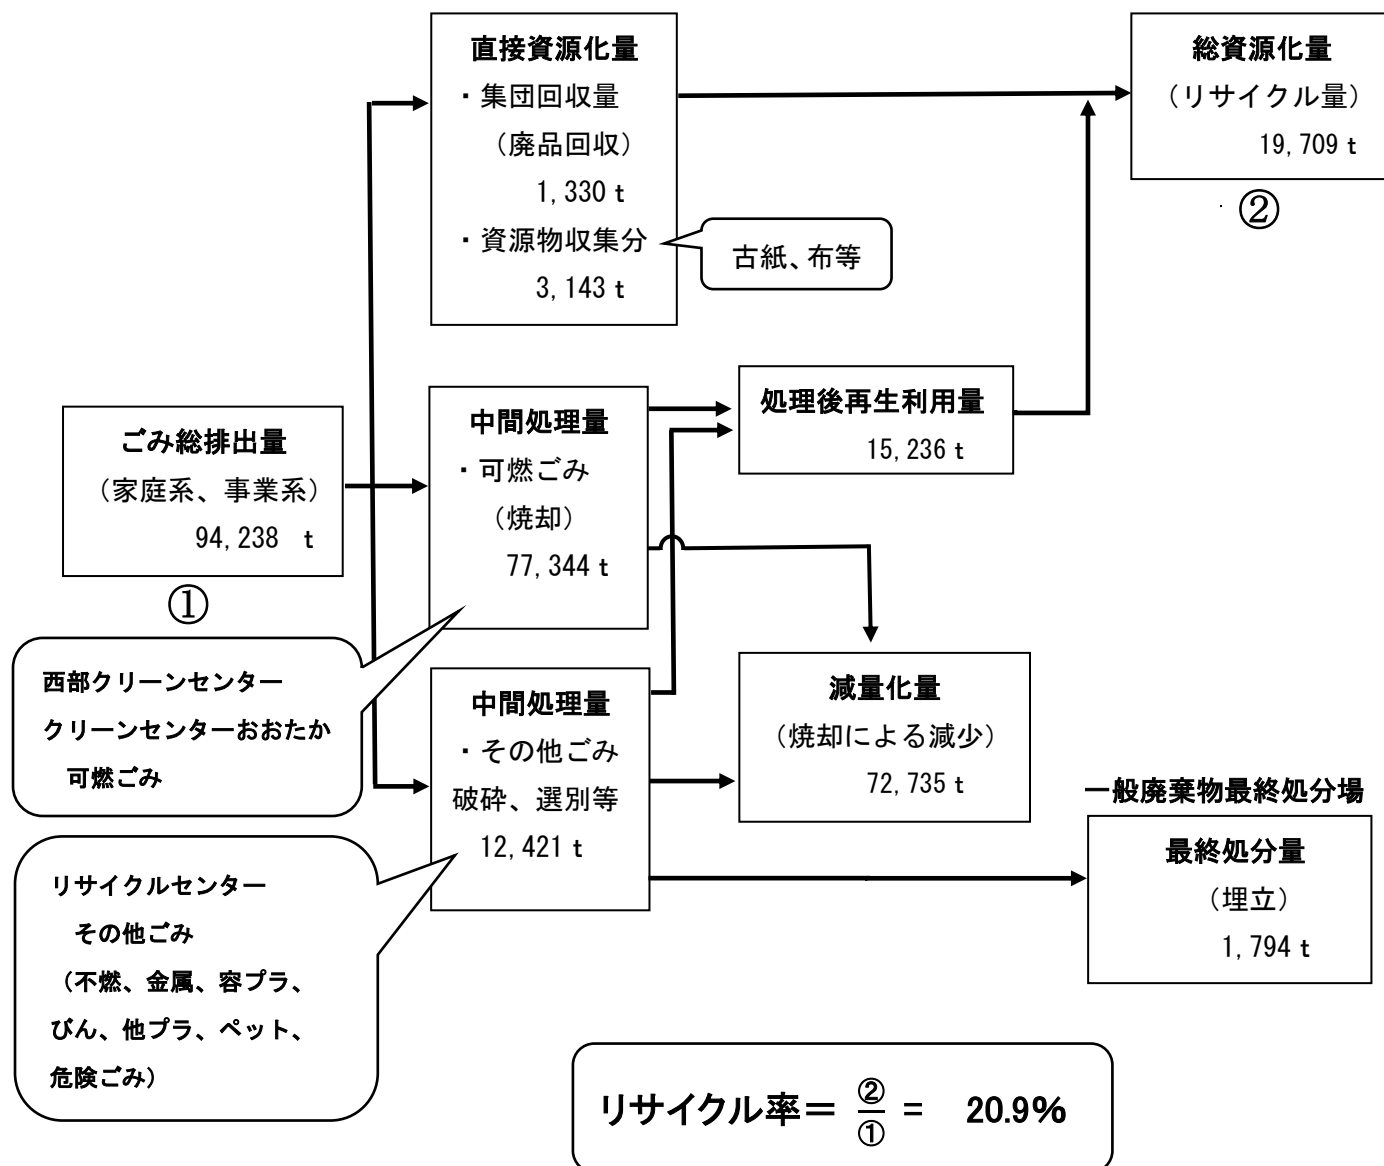 直接資源化量
・集団回収量
（廃品回収）
1,330 t
・資源物収集分
3,143 t
古紙、布等
総資源化量
（リサイクル量）
19,709 t
②
ごみ総排出量
（家庭系、事業系）
94,238 t
①
中間処理量
・可燃ごみ
（焼却）
77,344 t
処理後再生利用量
15,236 t
西部クリーンセンター
クリーンセンターおおたか
可燃ごみ
中間処理量
・その他ごみ
破砕、選別等
12,421 t
減量化量
（焼却による減少）
72,735 t
一般廃棄物最終処分場
最終処分量
（埋立）
1,794 t
リサイクルセンター
その他ごみ
（不燃、金属、容プラ、
びん、他プラ、ペット、
危険ごみ）
リサイクル率＝ ②/① = 20.9%